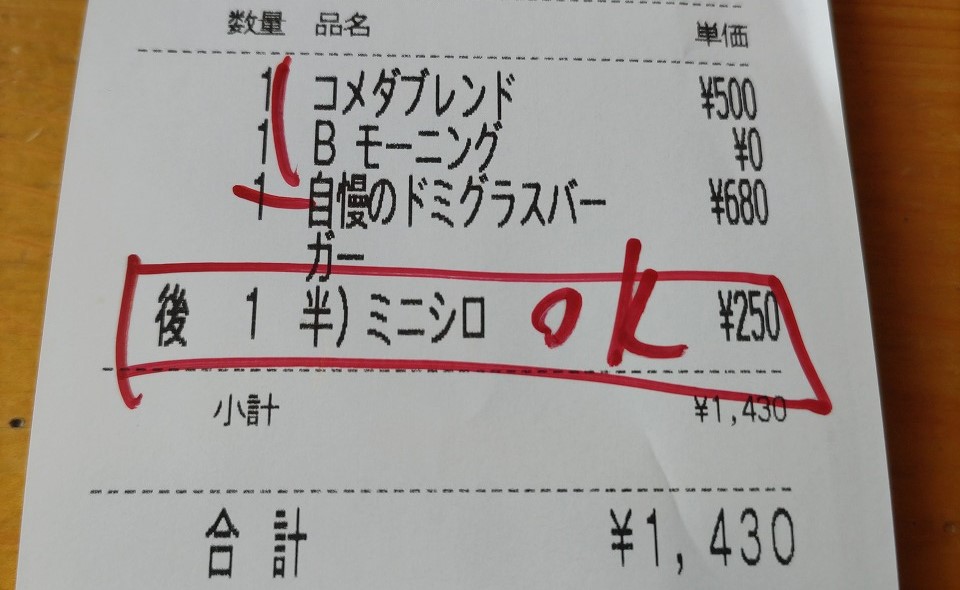 数量 品名 単価
1 コメダブレンド ¥500
1 B モーニング ¥0
1 自慢のドミグラスバー ¥680
ガー
後 1 半)ミニシロ OK ¥250
小計 ¥1,430
合計 ¥1,430